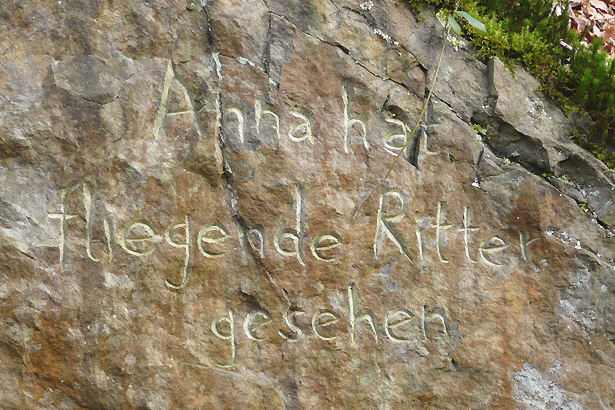 Anna hat
fliegende Ritter
gesehen